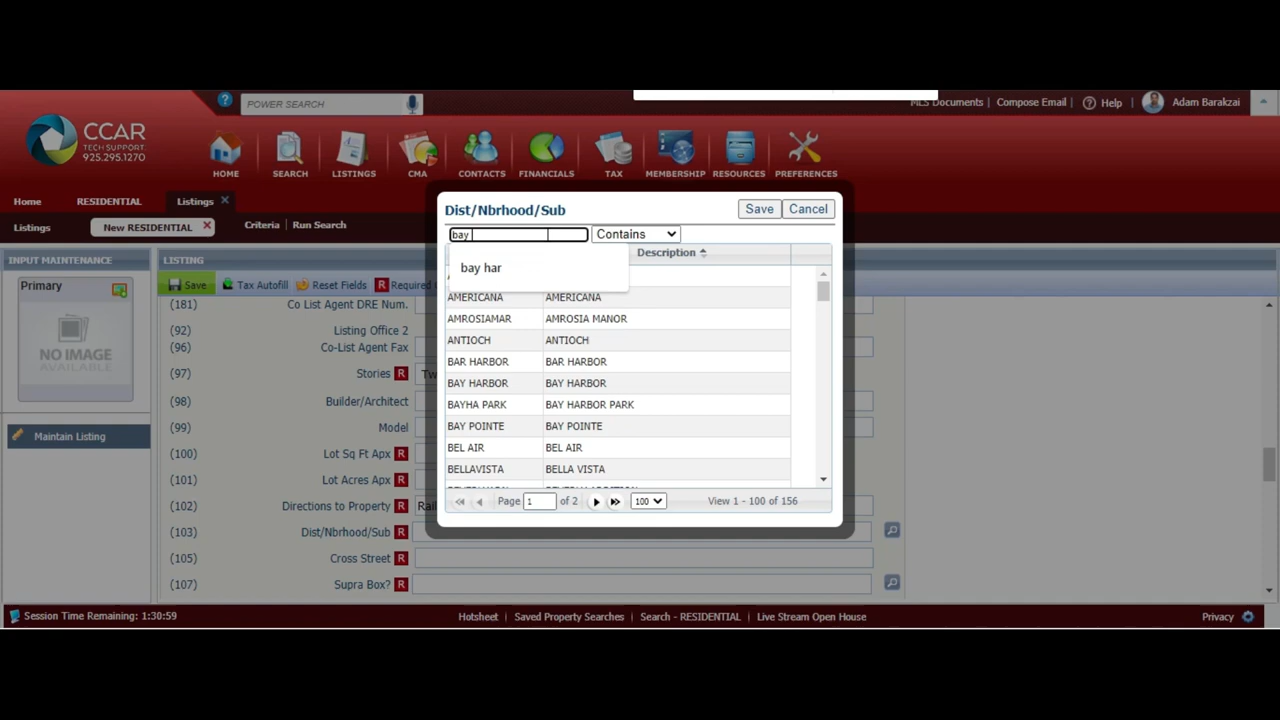 POWER SEARCH
MLS Documents | Compose Email | Help | Adam Barakzai
CCAR
TECH SUPPORT:
925.295.1270
HOME SEARCH LISTINGS CMA CONTACTS FINANCIALS TAX MEMBERSHIP RESOURCES PREFERENCES
Home RESIDENTIAL Listings
Listings New RESIDENTIAL Criteria | Run Search
INPUT MAINTENANCE
Primary
NO IMAGE
AVAILABLE
Maintain Listing
LISTING
Save Tax Autofill Reset Fields R Required
(181) Co List Agent DRE Num.
(92) Listing Office 2
(96) Co-List Agent Fax
(97) Stories R
(98) Builder/Architect
(99) Model
(100) Lot Sq Ft Apx R
(101) Lot Acres Apx R
(102) Directions to Property R
(103) Dist/Nbrhood/Sub R
(105) Cross Street R
(107) Supra Box? R
Dist/Nbrhood/Sub Save Cancel
bay Contains
bay har
Description
AMERICANA AMERICANA
AMROSIAMAR AMROSIA MANOR
ANTIOCH ANTIOCH
BAR HARBOR BAR HARBOR
BAY HARBOR BAY HARBOR
BAYHA PARK BAY HARBOR PARK
BAY POINTE BAY POINTE
BEL AIR BEL AIR
BELLAVISTA BELLA VISTA
Page 1 of 2 100 View 1 - 100 of 156
Session Time Remaining: 1:30:59 Hotsheet | Saved Property Searches | Search - RESIDENTIAL | Live Stream Open House Privacy